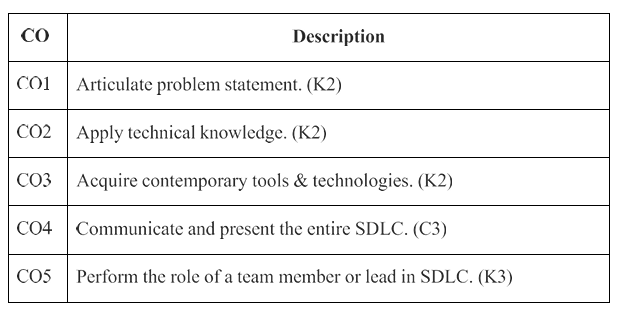 CO Description
CO1 Articulate problem statement. (K2)
CO2 Apply technical knowledge. (K2)
CO3 Acquire contemporary tools & technologies. (K2)
CO4 Communicate and present the entire SDLC. (C3)
CO5 Perform the role of a team member or lead in SDLC. (K3)